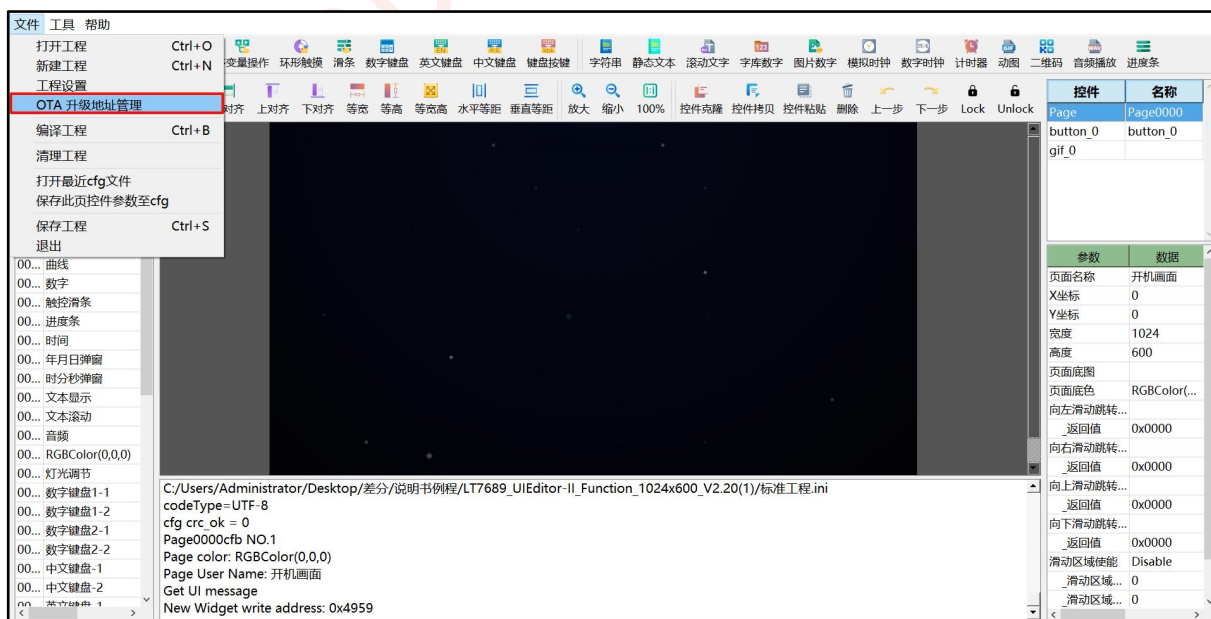 文件 工具 帮助
打开工程 Ctrl+O
新建工程 Ctrl+N
工程设置
OTA 升级地址管理
编译工程 Ctrl+B
清理工程
打开最近cfg文件
保存此页控件参数至cfg
保存工程 Ctrl+S
退出
变量操作 环形触摸 滑条 数字键盘 英文键盘 中文键盘 键盘按键 字符串 静态文本 滚动文字 字库数字 图片数字 模拟时钟 数字时钟 计时器 动图 二维码 音频播放 进度条
对齐 上对齐 下对齐 等宽 等高 等宽高 水平等距 垂直等距 放大 缩小 100% 控件克隆 控件拷贝 控件粘贴 删除 上一步 下一步 Lock Unlock
00... 曲线
00... 数字
00... 触控滑条
00... 进度条
00... 时间
00... 年月日弹窗
00... 时分秒弹窗
00... 文本显示
00... 文本滚动
00... 音频
00... RGBColor(0,0,0)
00... 灯光调节
00... 数字键盘1-1
00... 数字键盘1-2
00... 数字键盘2-1
00... 数字键盘2-2
00... 中文键盘-1
00... 中文键盘-2
00... 英文键盘-1
C:/Users/Administrator/Desktop/差分/说明书例程/LT7689_UIEditor-II_Function_1024x600_V2.20(1)/标准工程.ini
codeType=UTF-8
cfg crc_ok = 0
Page0000cfb NO.1
Page color: RGBColor(0,0,0)
Page User Name: 开机画面
Get UI message
New Widget write address: 0x4959
控件 名称
Page Page0000
button_0 button_0
gif_0
参数 数据
页面名称 开机画面
X坐标 0
Y坐标 0
宽度 1024
高度 600
页面底图
页面底色 RGBColor(...
向左滑动跳转...
_返回值 0x0000
向右滑动跳转...
_返回值 0x0000
向上滑动跳转...
_返回值 0x0000
向下滑动跳转...
_返回值 0x0000
滑动区域使能 Disable
_滑动区域... 0
_滑动区域... 0